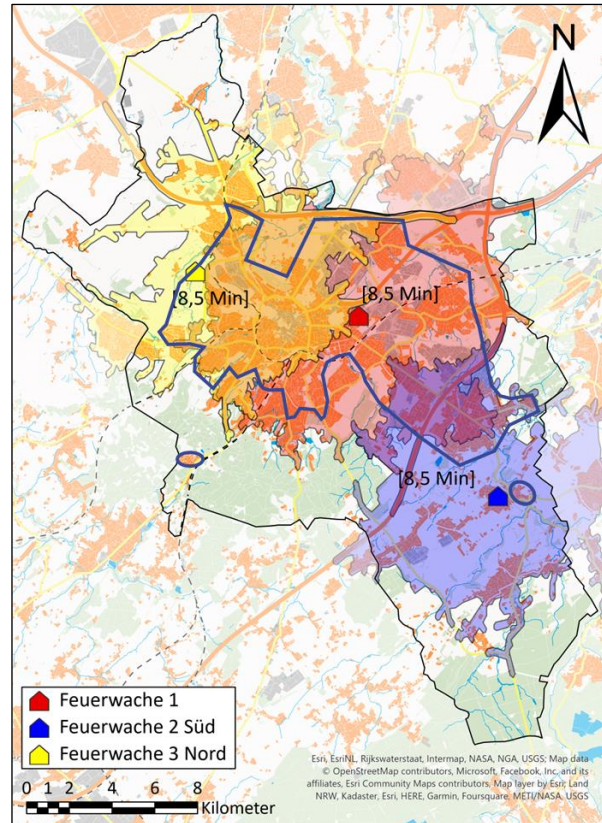 N
[8,5 Min]
[8,5 Min]
[8,5 Min]
Feuerwache 1
Feuerwache 2 Süd
Feuerwache 3 Nord
0 2 4 6 8
Kilometer
Esri, EsriNL, Rijkswaterstaat, Intermap, NASA, NGA, USGS; Map data
© OpenStreetMap contributors, Microsoft, Facebook, Inc. and its
affiliates, Esri Community Maps contributors, Map layer by Esri; Land
NRW, Kadaster, Esri, HERE, Garmin, Foursquare, METI/NASA, USGS